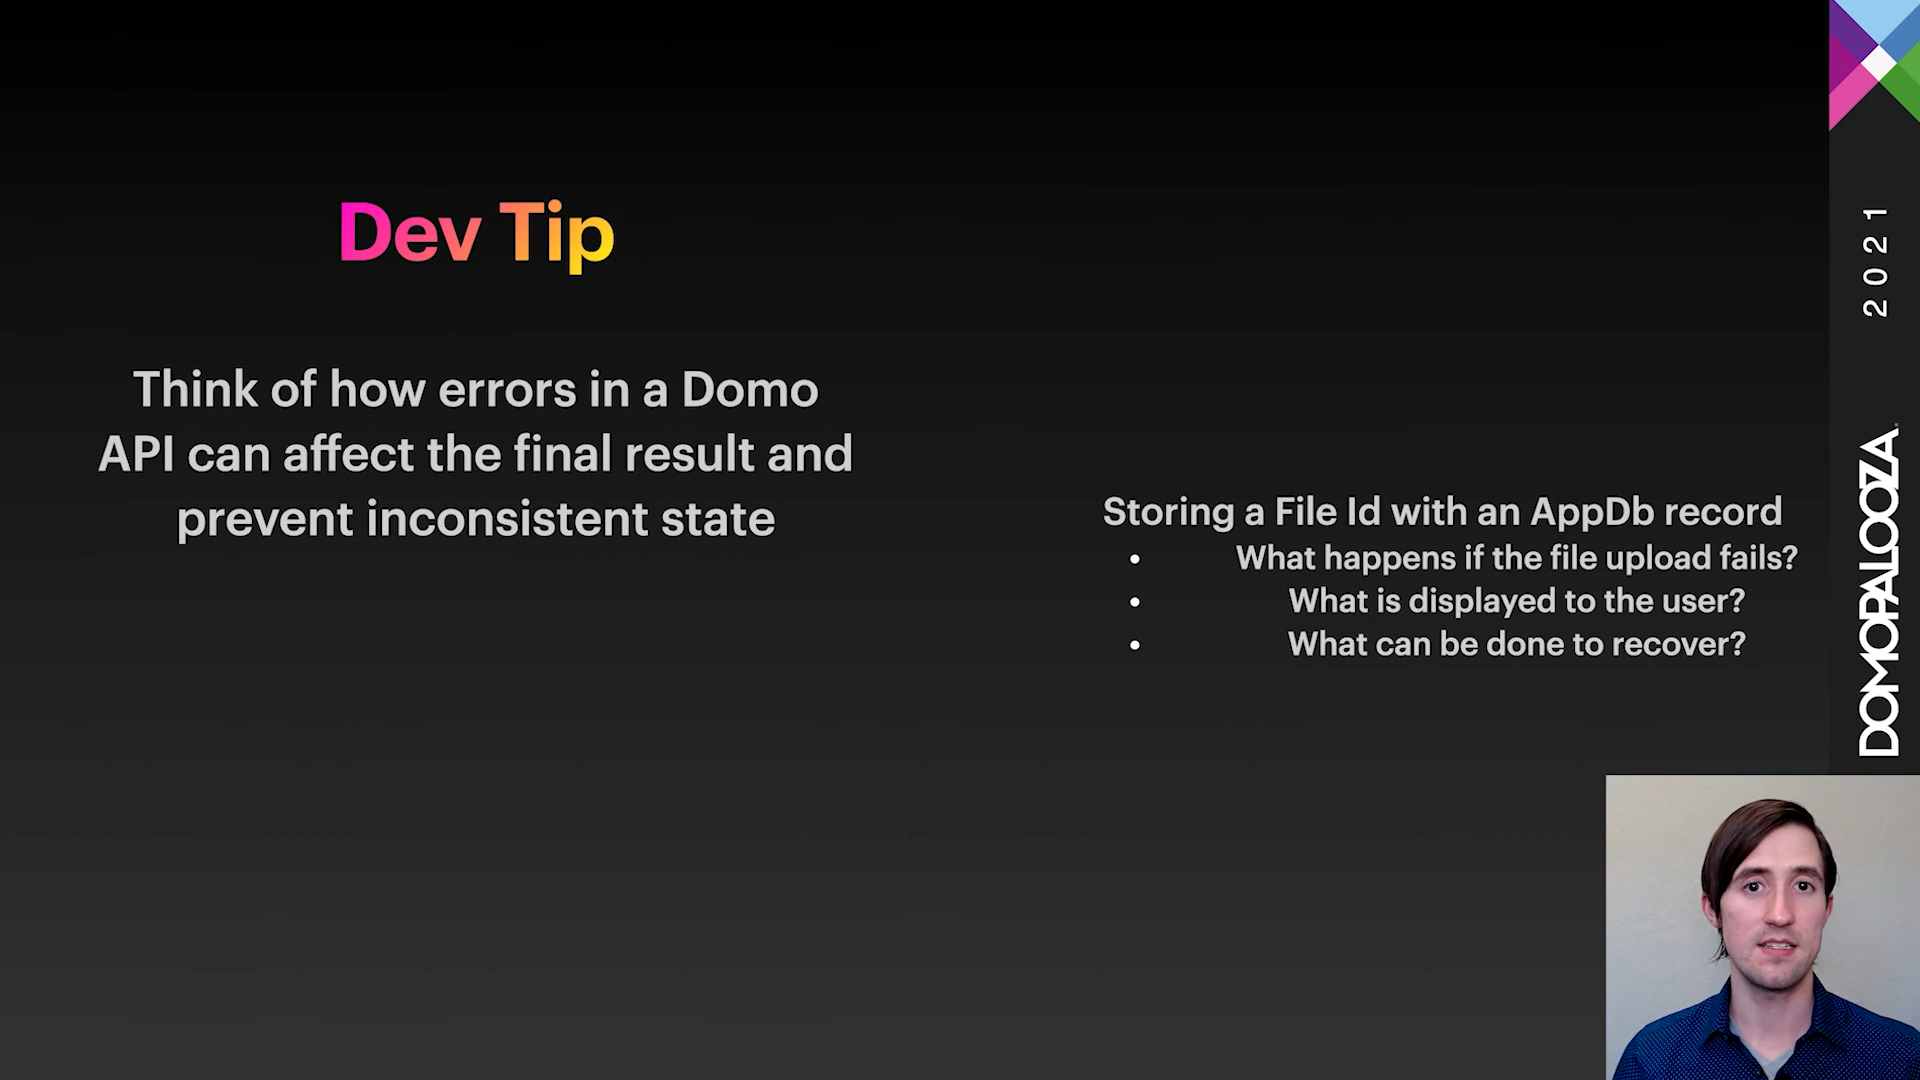 Dev Tip
Think of how errors in a Domo
API can affect the final result and
prevent inconsistent state
Storing a File Id with an AppDb record
• What happens if the file upload fails?
• What is displayed to the user?
• What can be done to recover?
2021
DOMOPALOOZA